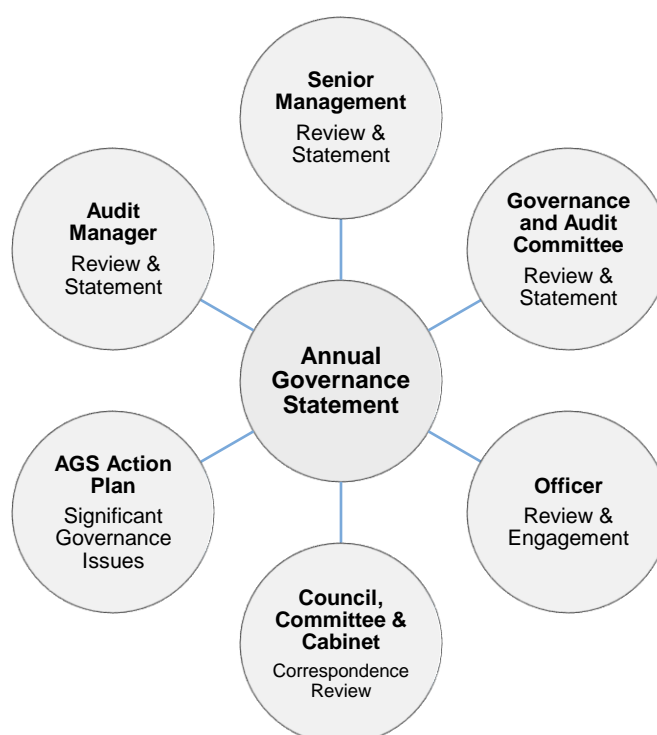 Senior
Management
Review &
Statement
Governance
and Audit
Committee
Review &
Statement
Officer
Review &
Engagement
Council,
Committee &
Cabinet
Correspondence
Review
AGS Action
Plan
Significant
Governance
Issues
Audit
Manager
Review &
Statement
Annual
Governance
Statement